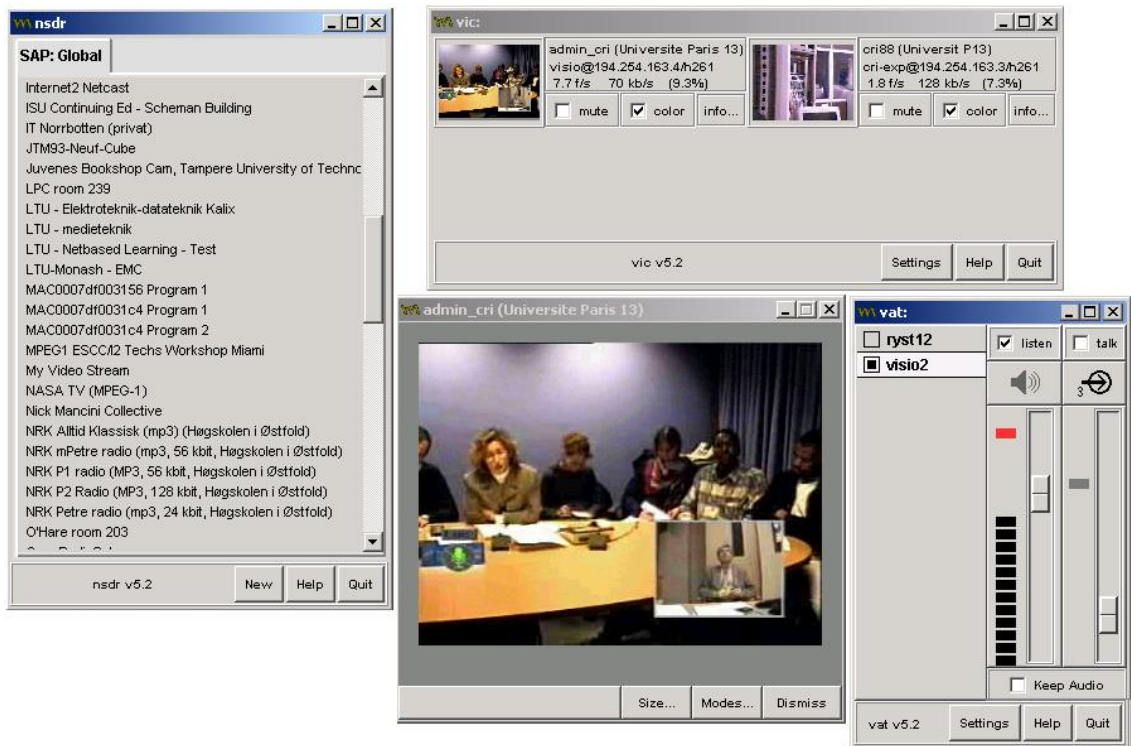 nsdr
SAP: Global
Internet2 Netcast
ISU Continuing Ed - Scheman Building
IT Norrbotten (privat)
JTM93-Neuf-Cube
Juvenes Bookshop Cam, Tampere University of Techno
LPC room 239
LTU - Elektroteknik-datateknik Kalix
LTU - medieteknik
LTU - Netbased Learning - Test
LTU-Monash - EMC
MAC0007df003156 Program 1
MAC0007df0031c4 Program 1
MAC0007df0031c4 Program 2
MPEG1 ESCC/I2 Techs Workshop Miami
My Video Stream
NASA TV (MPEG-1)
Nick Mancini Collective
NRK Alltid Klassisk (mp3) (Høgskolen i Østfold)
NRK mPetre radio (mp3, 56 kbit, Høgskolen i Østfold)
NRK P1 radio (MP3, 56 kbit, Høgskolen i Østfold)
NRK P2 Radio (MP3, 128 kbit, Høgskolen i Østfold)
NRK Petre radio (mp3, 24 kbit, Høgskolen i Østfold)
O'Hare room 203
nsdr v5.2 New Help Quit
vic:
admin_cri (Universite Paris 13)
visio@194.254.163.4/h261
7.7 f/s 70 kb/s (9.3%)
mute color info...
cri88 (Universit P13)
cri-exp@194.254.163.3/h261
1.8 f/s 128 kb/s (7.3%)
mute color info...
vic v5.2 Settings Help Quit
admin_cri (Universite Paris 13)
Size... Modes... Dismiss
vat:
ryst12
visio2
listen talk
3
Keep Audio
vat v5.2 Settings Help Quit